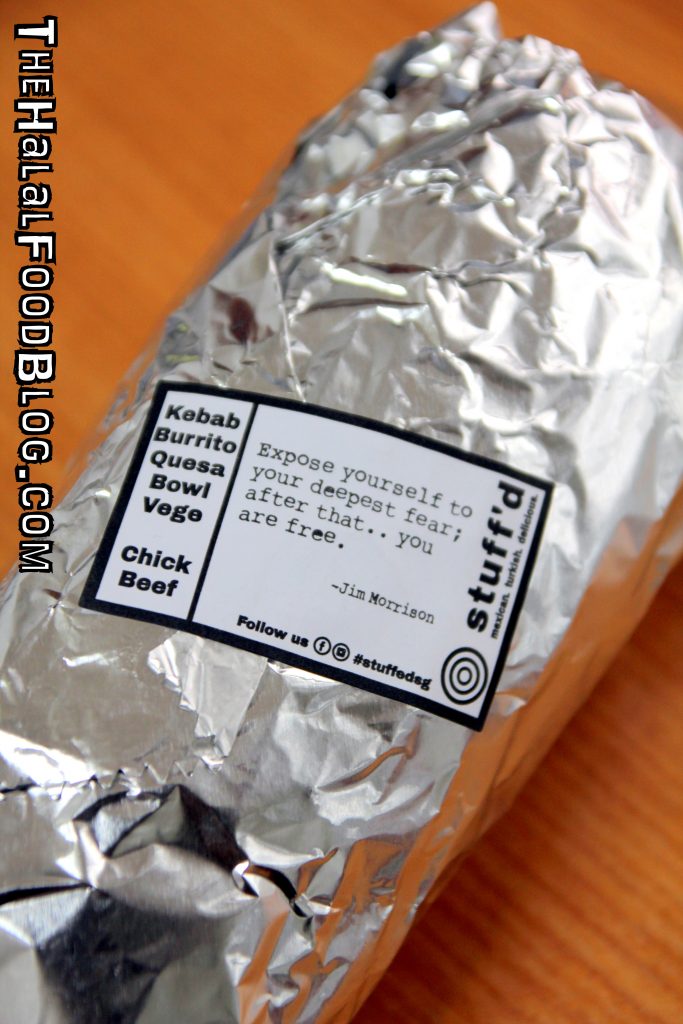 TheHalalFoodBlog.com
Kebab
Burrito
Quesa
Bowl
Vege
Chick
Beef
Expose yourself to
your deepest fear;
after that.. you
are free.
~Jim Morrison
Follow us #stuffedsg
stuff'd
mexican. turkish. delicious.